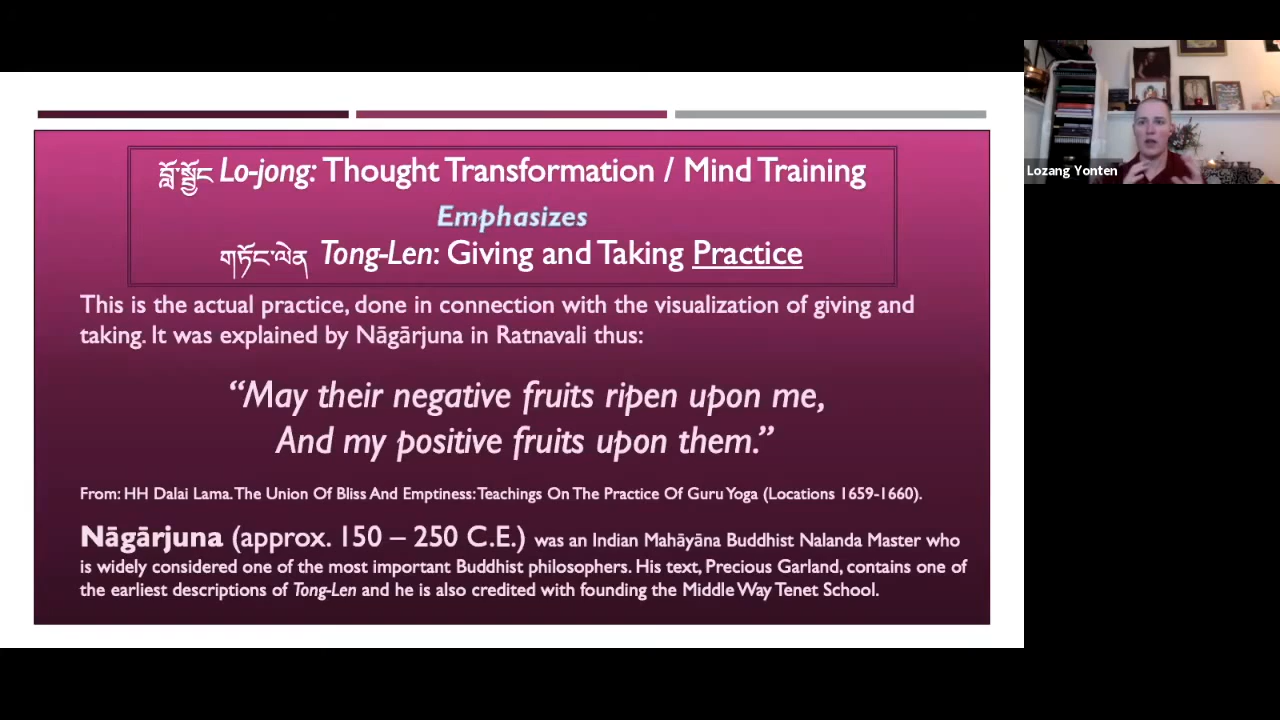 བློ་སྦྱོང Lo-jong: Thought Transformation / Mind Training
Emphasizes
གཏོང་ལེན Tong-Len: Giving and Taking Practice
This is the actual practice, done in connection with the visualization of giving and
taking. It was explained by Nāgārjuna in Ratnavali thus:
“May their negative fruits ripen upon me,
And my positive fruits upon them.”
From: HH Dalai Lama. The Union Of Bliss And Emptiness: Teachings On The Practice Of Guru Yoga (Locations 1659-1660).
Nāgārjuna (approx. 150 – 250 C.E.) was an Indian Mahāyāna Buddhist Nalanda Master who
is widely considered one of the most important Buddhist philosophers. His text, Precious Garland, contains one of
the earliest descriptions of Tong-Len and he is also credited with founding the Middle Way Tenet School.
Lozang Yonten